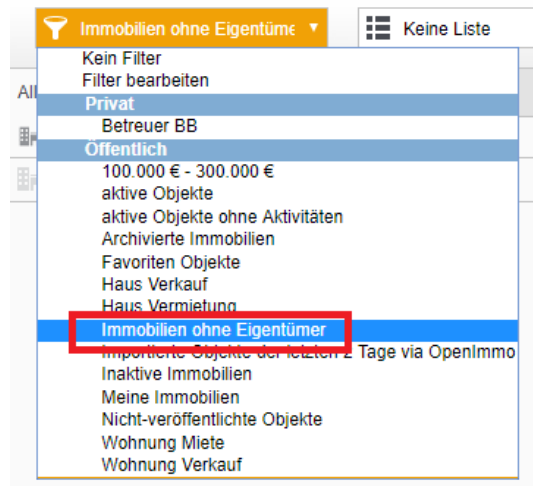 Immobilien ohne Eigentüme
Keine Liste
Kein Filter
Filter bearbeiten
All
Privat
Betreuer BB
Öffentlich
100.000 € - 300.000 €
aktive Objekte
aktive Objekte ohne Aktivitäten
Archivierte Immobilien
Favoriten Objekte
Haus Verkauf
Haus Vermietung
Immobilien ohne Eigentümer
Importierte Objekte der letzten 2 Tage via OpenImmo
Inaktive Immobilien
Meine Immobilien
Nicht-veröffentlichte Objekte
Wohnung Miete
Wohnung Verkauf